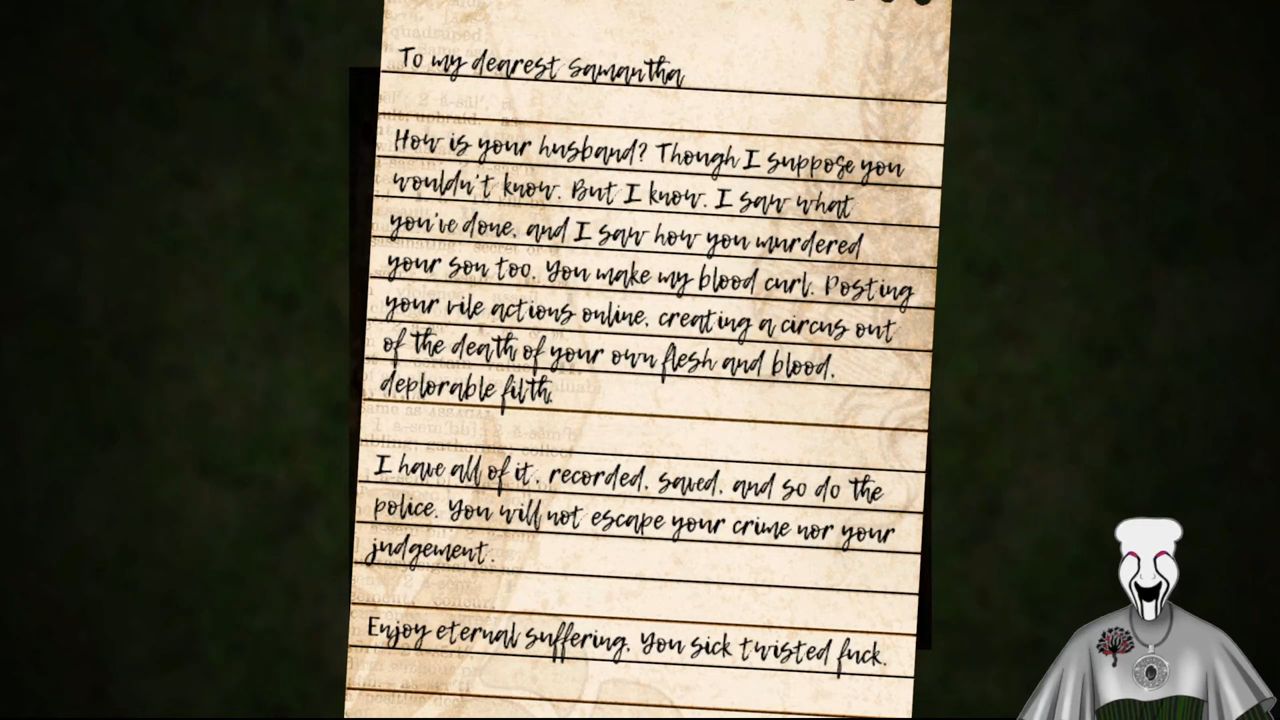 To my dearest Samantha
How is your husband? Though I suppose you
wouldn't know. But I know. I saw what
you've done, and I saw how you murdered
your son too. You make my blood curl. Posting
your vile actions online, creating a circus out
of the death of your own flesh and blood,
deplorable filth.
I have all of it, recorded, saved, and so do the
police. You will not escape your crime nor your
judgement.
Enjoy eternal suffering. You sick twisted fuck.